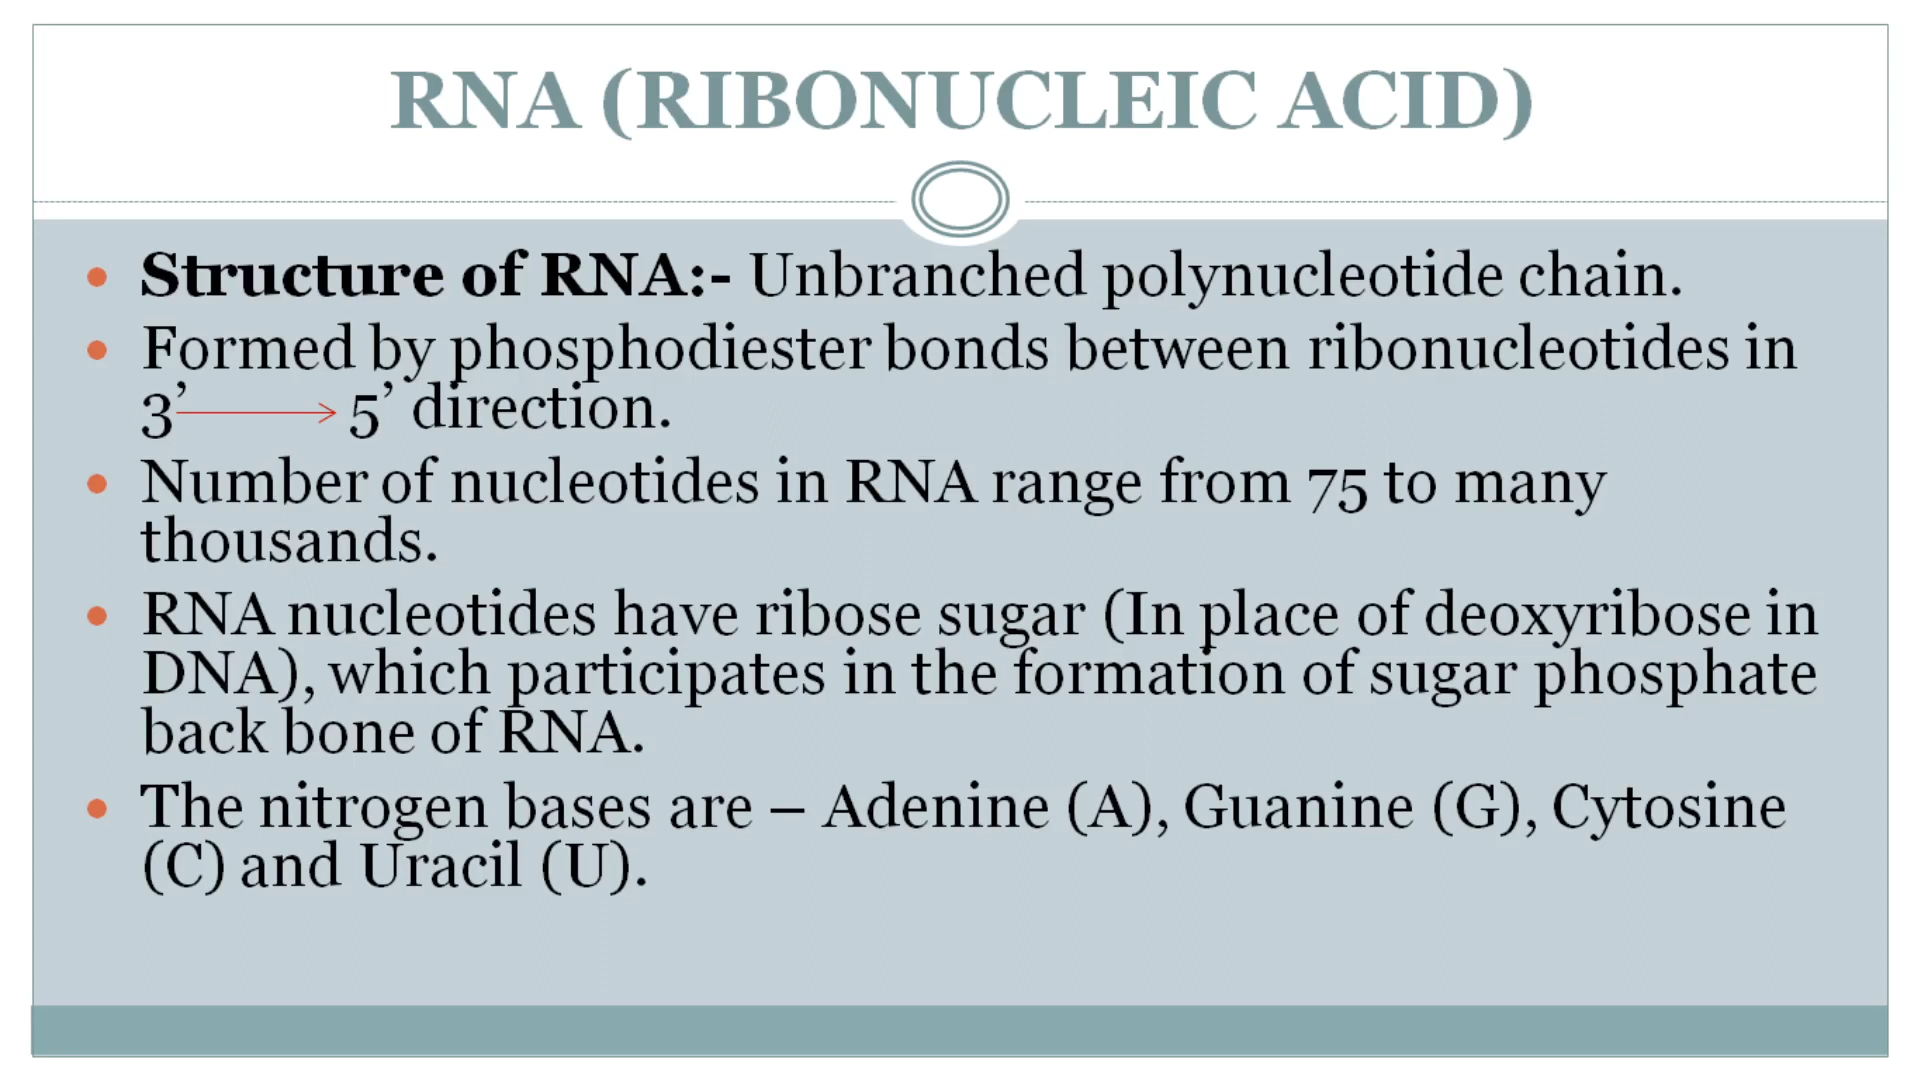 RNA (RIBONUCLEIC ACID)
• Structure of RNA:- Unbranched polynucleotide chain.
• Formed by phosphodiester bonds between ribonucleotides in
3’ → 5’ direction.
• Number of nucleotides in RNA range from 75 to many
thousands.
• RNA nucleotides have ribose sugar (In place of deoxyribose in
DNA), which participates in the formation of sugar phosphate
back bone of RNA.
• The nitrogen bases are – Adenine (A), Guanine (G), Cytosine
(C) and Uracil (U).